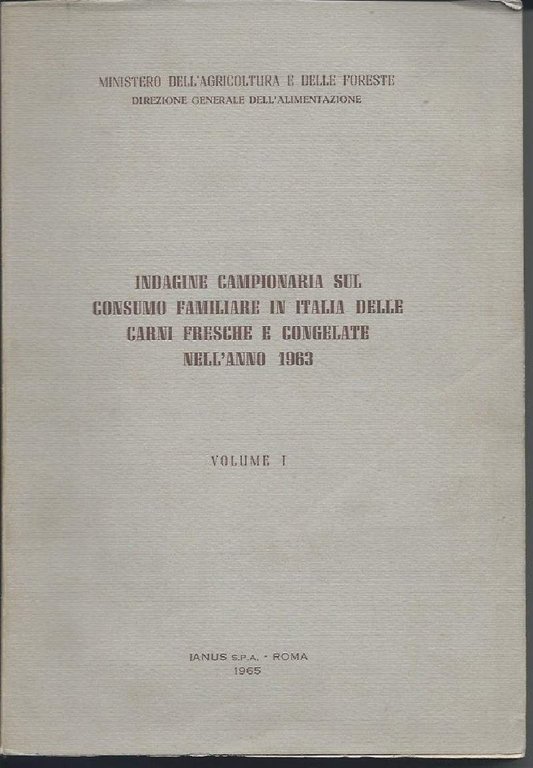 MINISTERO DELL'AGRICOLTURA E DELLE FORESTE
DIREZIONE GENERALE DELL'ALIMENTAZIONE
INDAGINE CAMPIONARIA SUL
CONSUMO FAMILIARE IN ITALIA DELLE
CARNI FRESCHE E CONGELATE
NELL'ANNO 1963
VOLUME I
IANUS S.P.A. - ROMA
1965